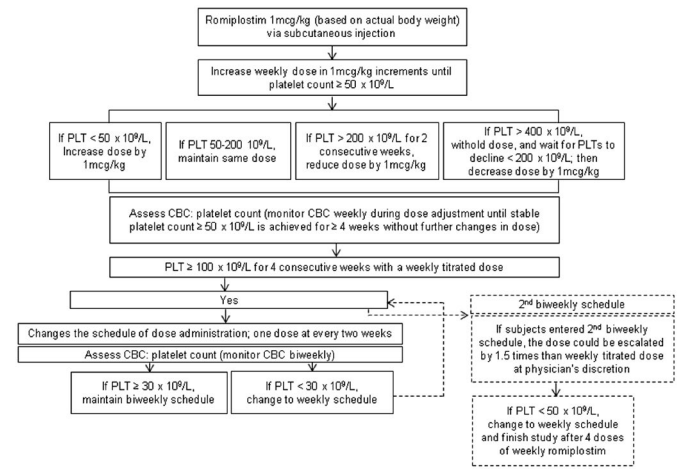 Romiplostim 1mcg/kg (based on actual body weight)
via subcutaneous injection
Increase weekly dose in 1mcg/kg increments until
platelet count ≥ 50 x 10⁹/L
If PLT < 50 x 10⁹/L,
Increase dose by
1mcg/kg
If PLT 50-200 10⁹/L,
maintain same dose
If PLT > 200 x 10⁹/L for 2
consecutive weeks,
reduce dose by 1mcg/kg
If PLT > 400 x 10⁹/L,
withold dose, and wait for PLTs to
decline < 200 x 10⁹/L; then
decrease dose by 1mcg/kg
Assess CBC: platelet count (monitor CBC weekly during dose adjustment until stable
platelet count ≥ 50 x 10⁹/L is achieved for ≥ 4 weeks without further changes in dose)
PLT ≥ 100 x 10⁹/L for 4 consecutive weeks with a weekly titrated dose
Yes
Changes the schedule of dose administration; one dose at every two weeks
Assess CBC: platelet count (monitor CBC biweekly)
If PLT ≥ 30 x 10⁹/L,
maintain biweekly schedule
If PLT < 30 x 10⁹/L,
change to weekly schedule
2nd biweekly schedule
If subjects entered 2nd biweekly
schedule, the dose could be escalated
by 1.5 times than weekly titrated dose
at physician's discretion
If PLT < 50 x 10⁹/L,
change to weekly schedule
and finish study after 4 doses
of weekly romiplostim